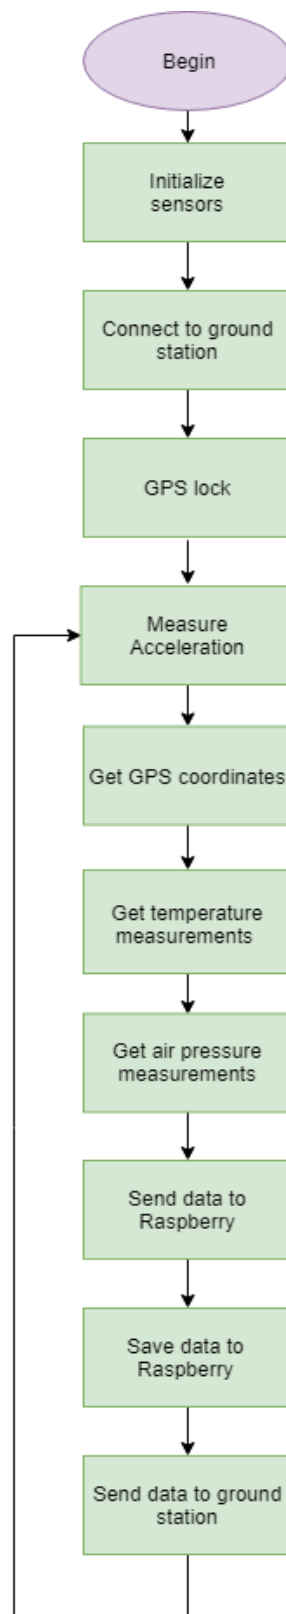 Begin
Initialize
sensors
Connect to ground
station
GPS lock
Measure
Acceleration
Get GPS coordinates
Get temperature
measurements
Get air pressure
measurements
Send data to
Raspberry
Save data to
Raspberry
Send data to ground
station